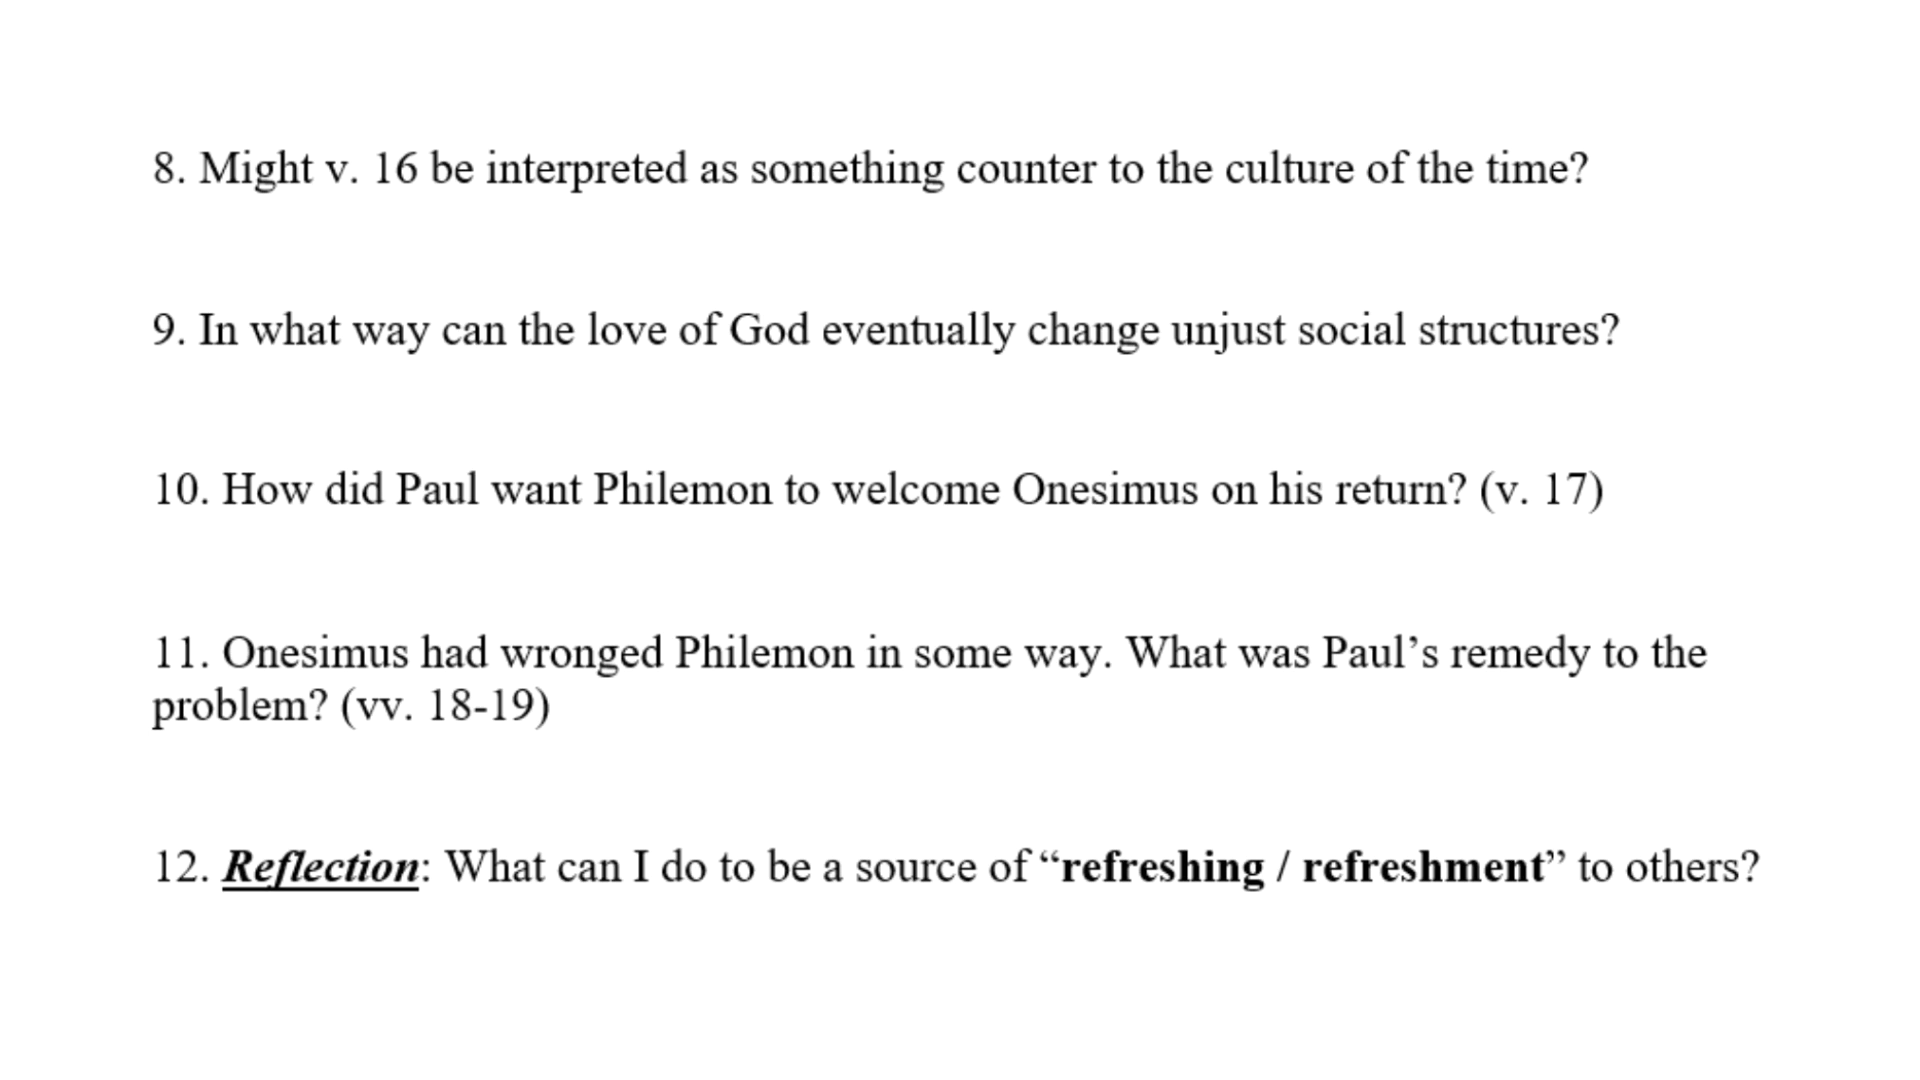 8. Might v. 16 be interpreted as something counter to the culture of the time?
9. In what way can the love of God eventually change unjust social structures?
10. How did Paul want Philemon to welcome Onesimus on his return? (v. 17)
11. Onesimus had wronged Philemon in some way. What was Paul’s remedy to the
problem? (vv. 18-19)
12. Reflection: What can I do to be a source of “refreshing / refreshment” to others?